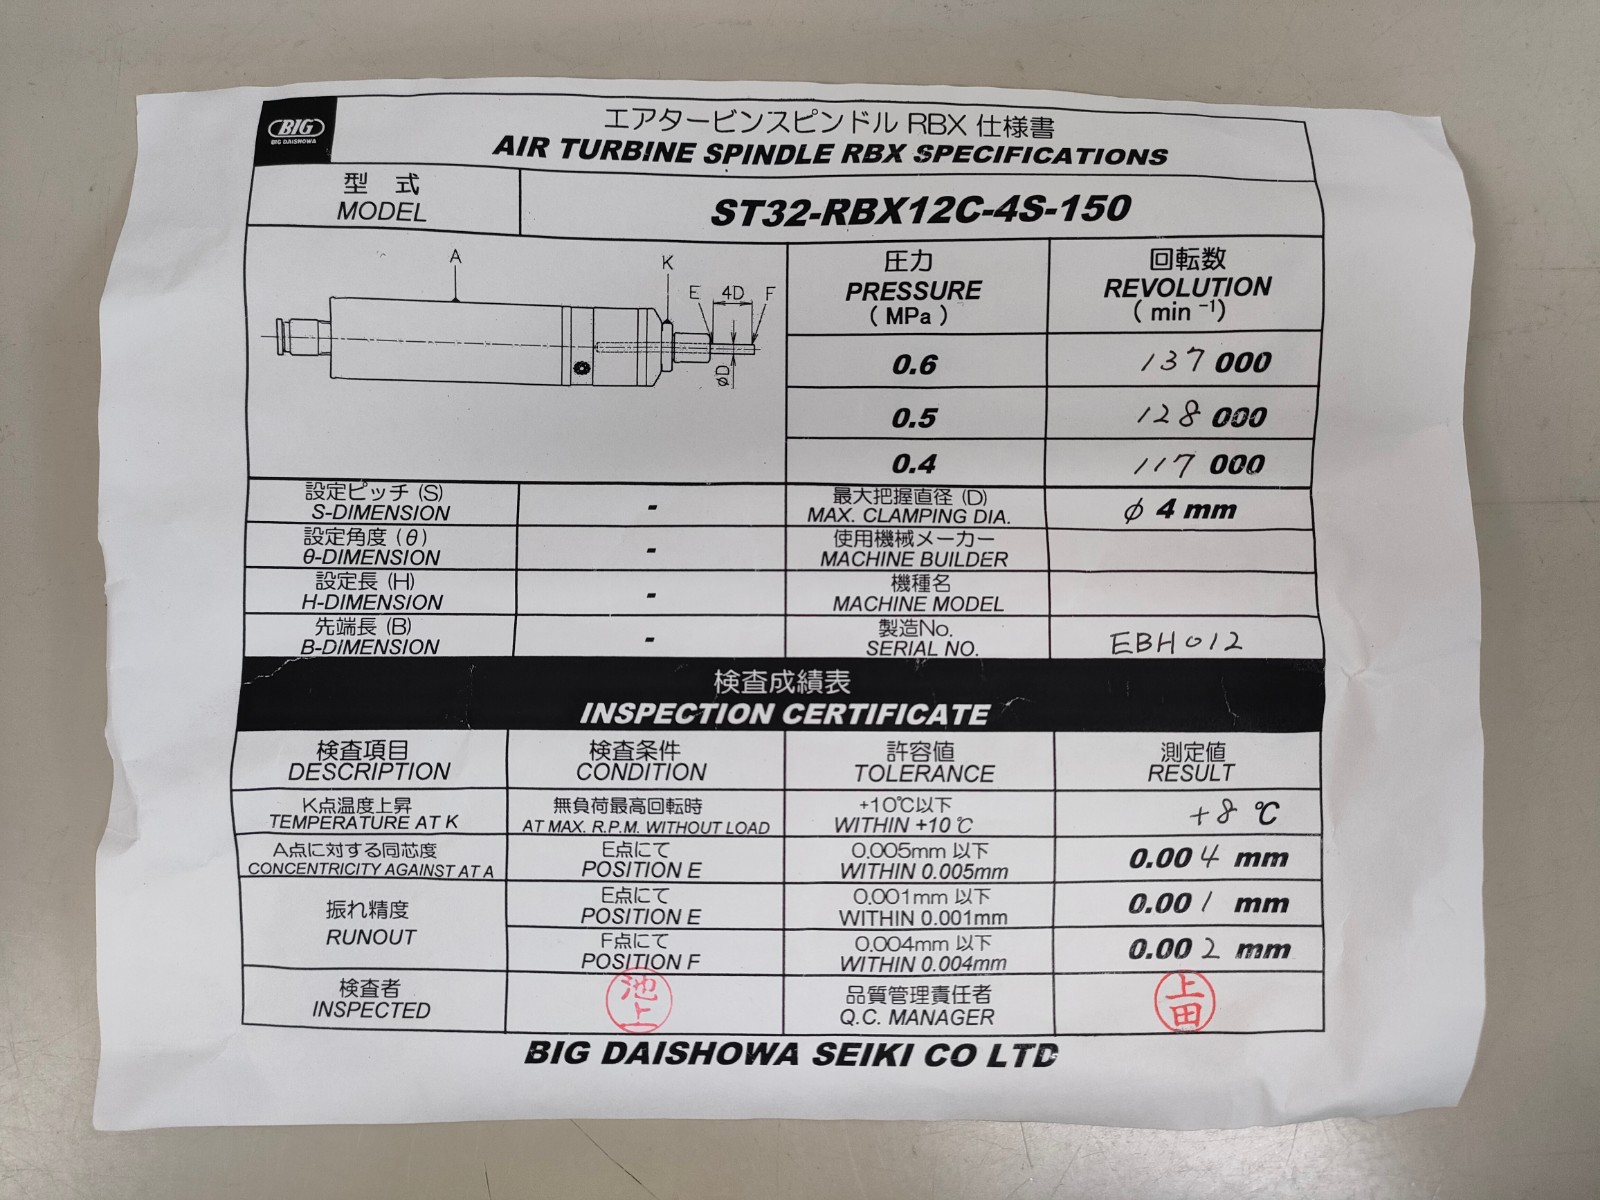 BIG
BIG DAISHOWA
エアタービンスピンドル RBX 仕様書
AIR TURBINE SPINDLE RBX SPECIFICATIONS
型 式
MODEL
ST32-RBX12C-4S-150
A
K
E
4D
F
φD
圧力
PRESSURE
( MPa )
回転数
REVOLUTION
( min -1)
0.6
137 000
0.5
128 000
0.4
117 000
設定ピッチ (S)
S-DIMENSION
-
最大把握直径 (D)
MAX. CLAMPING DIA.
φ 4 mm
設定角度 (θ)
θ-DIMENSION
-
使用機械メーカー
MACHINE BUILDER
設定長 (H)
H-DIMENSION
-
機種名
MACHINE MODEL
先端長 (B)
B-DIMENSION
-
製造No.
SERIAL NO.
EBH012
検査成績表
INSPECTION CERTIFICATE
検査項目
DESCRIPTION
検査条件
CONDITION
許容値
TOLERANCE
測定値
RESULT
K点温度上昇
TEMPERATURE AT K
無負荷最高回転時
AT MAX. R.P.M. WITHOUT LOAD
+10℃以下
WITHIN +10℃
+8 ℃
A点に対する同芯度
CONCENTRICITY AGAINST AT A
E点にて
POSITION E
0.005mm 以下
WITHIN 0.005mm
0.004 mm
振れ精度
RUNOUT
E点にて
POSITION E
0.001mm 以下
WITHIN 0.001mm
0.001 mm
F点にて
POSITION F
0.004mm 以下
WITHIN 0.004mm
0.002 mm
検査者
INSPECTED
池上
品質管理責任者
Q.C. MANAGER
上田
BIG DAISHOWA SEIKI CO LTD